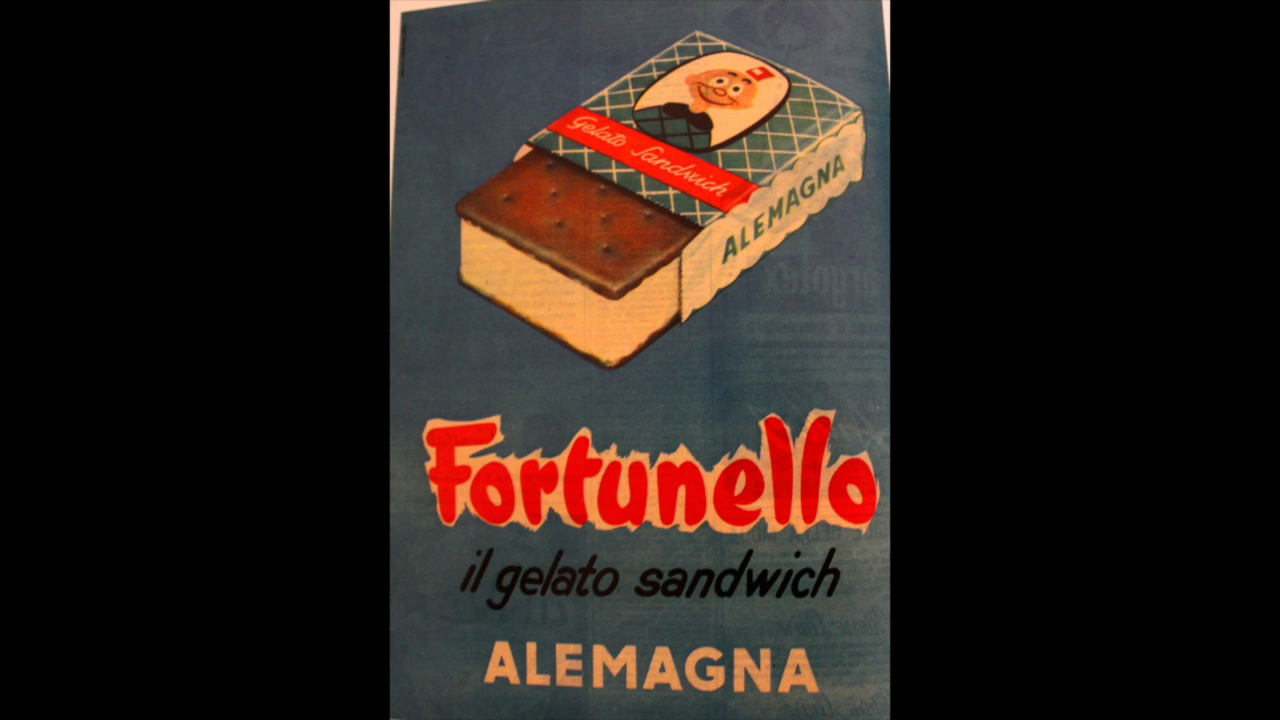 Gelato Sandwich
ALEMAGNA
Fortunello
il gelato sandwich
ALEMAGNA